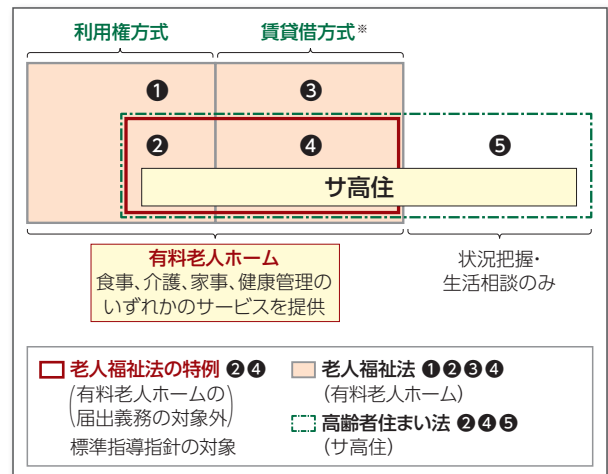 利用権方式
賃貸借方式※
❶
❸
❷
❹
❺
サ高住
有料老人ホーム
食事、介護、家事、健康管理の
いずれかのサービスを提供
状況把握・
生活相談のみ
老人福祉法の特例 ❷❹
(有料老人ホームの
届出義務の対象外)
標準指導指針の対象
老人福祉法 ❶❷❸❹
(有料老人ホーム)
高齢者住まい法 ❷❹❺
(サ高住)